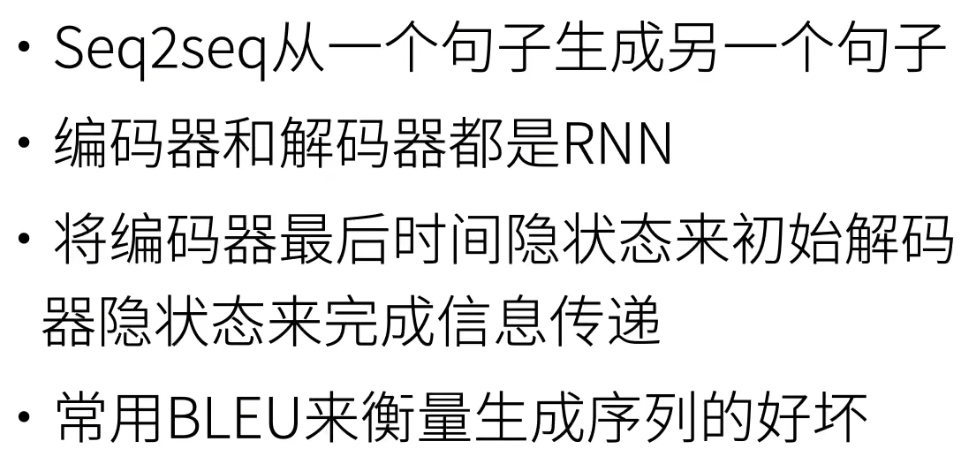 • Seq2seq从一个句子生成另一个句子
• 编码器和解码器都是RNN
• 将编码器最后时间隐状态来初始解码
器隐状态来完成信息传递
• 常用BLEU来衡量生成序列的好坏